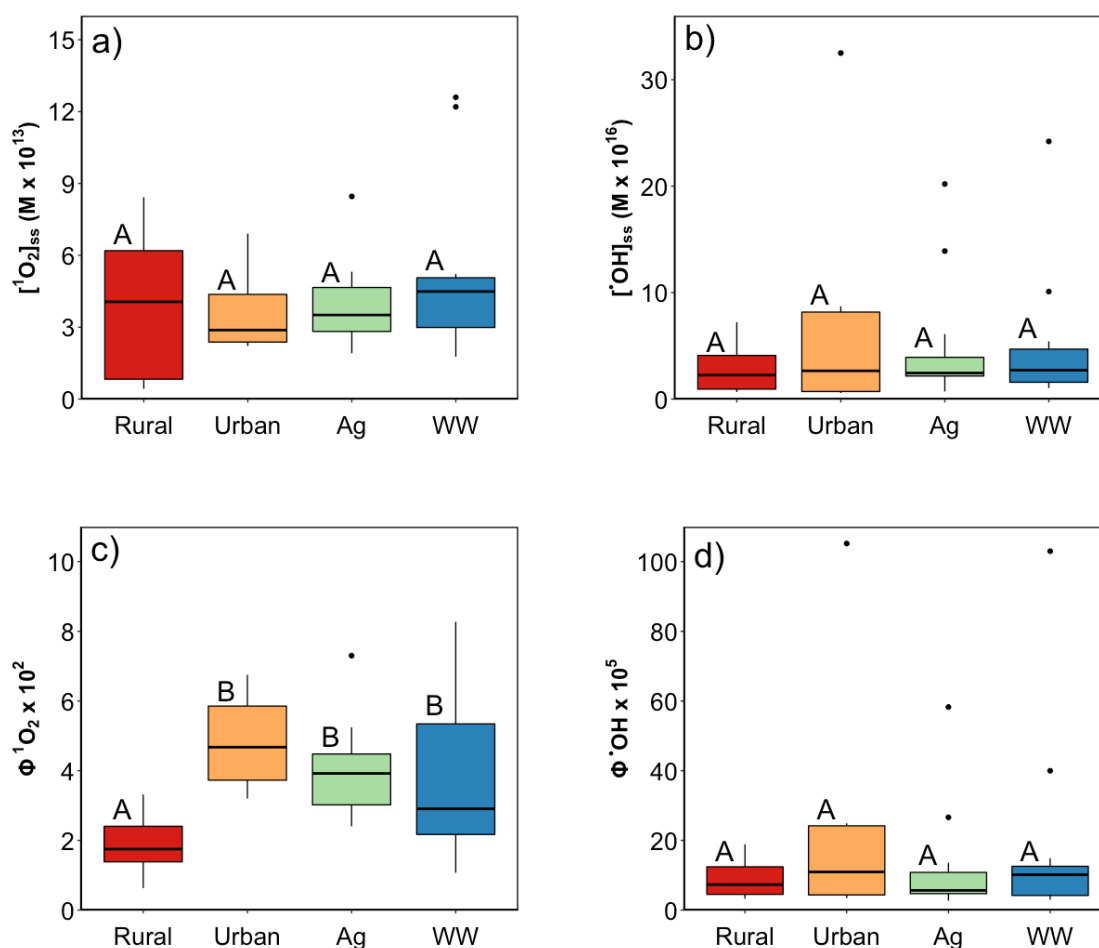 a)
[¹O₂]ss (M x 10¹³)
15
12
9
6
3
0
A
A
A
A
Rural
Urban
Ag
WW
b)
[•OH]ss (M x 10¹⁶)
30
20
10
0
A
A
A
A
Rural
Urban
Ag
WW
c)
Φ ¹O₂ x 10²
10
8
6
4
2
0
A
B
B
B
Rural
Urban
Ag
WW
d)
Φ •OH x 10⁵
100
80
60
40
20
0
A
A
A
A
Rural
Urban
Ag
WW